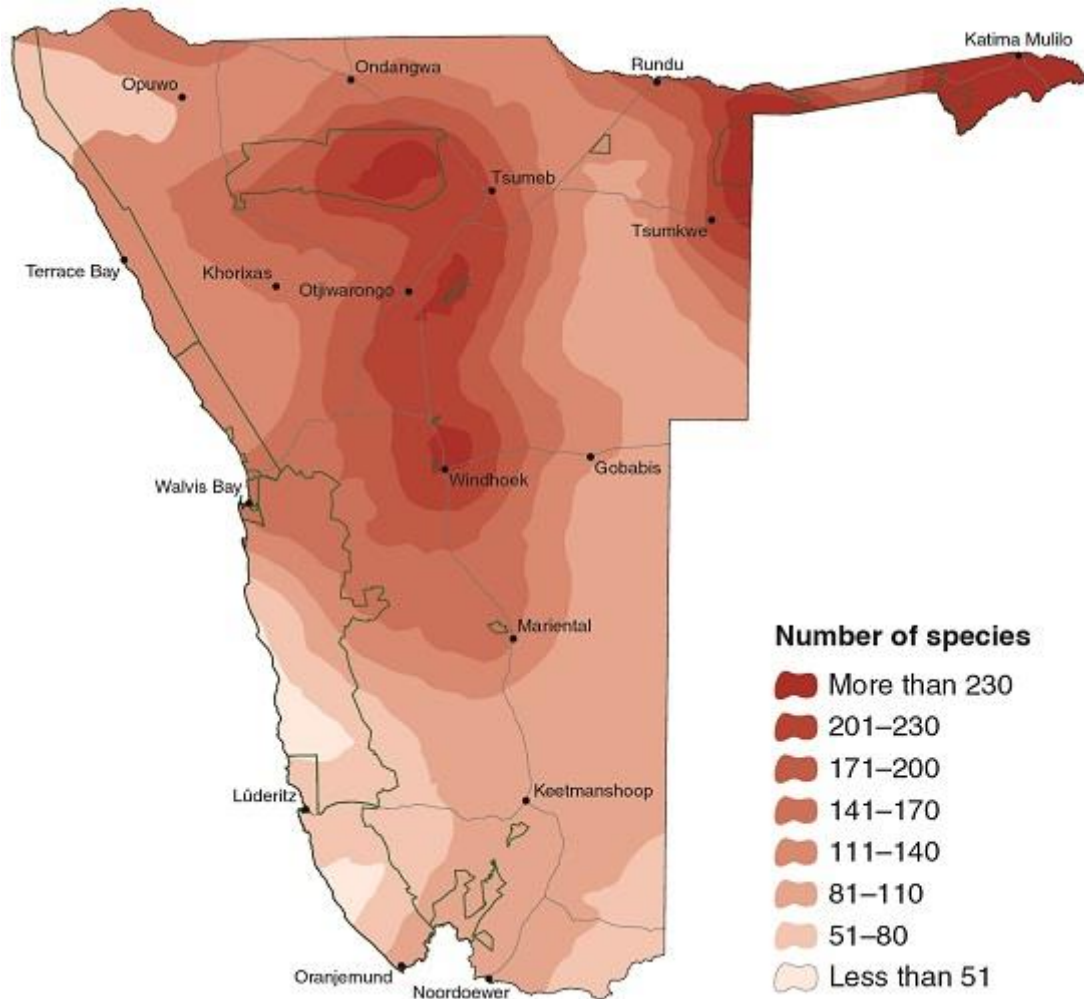 Katima Mulilo
Rundu
Ondangwa
Opuwo
Tsumeb
Tsumkwe
Terrace Bay
Khorixas
Otjiwarongo
Gobabis
Windhoek
Walvis Bay
Mariental
Number of species
More than 230
201–230
171–200
141–170
111–140
81–110
51–80
Less than 51
Lûderitz
Keetmanshoop
Oranjemund
Noordoewer